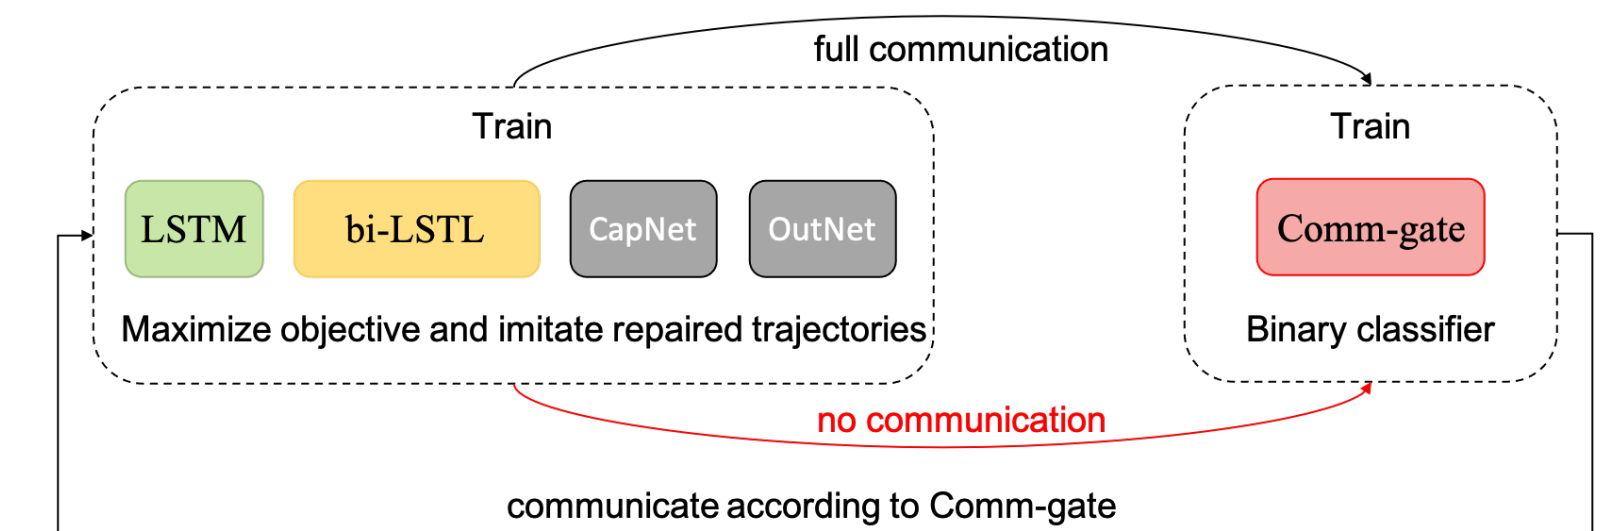 full communication
Train
LSTM
bi-LSTL
CapNet
OutNet
Maximize objective and imitate repaired trajectories
Train
Comm-gate
Binary classifier
no communication
communicate according to Comm-gate